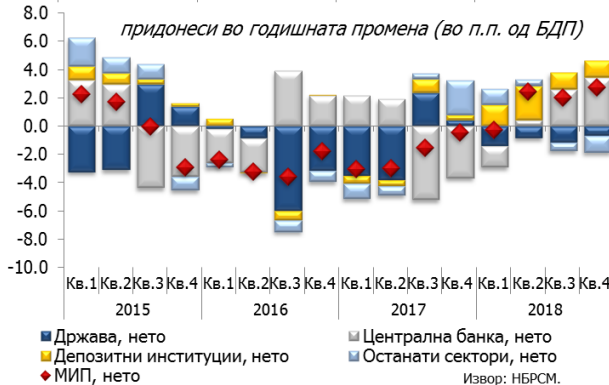 придонеси во годишната промена (во п.п. од БДП)
8.0
6.0
4.0
2.0
0.0
-2.0
-4.0
-6.0
-8.0
-10.0
Кв.1 Кв.2 Кв.3 Кв.4 Кв.1 Кв.2 Кв.3 Кв.4 Кв.1 Кв.2 Кв.3 Кв.4 Кв.1 Кв.2 Кв.3 Кв.4
2015 2016 2017 2018
Држава, нето Централна банка, нето
Депозитни институции, нето Останати сектори, нето
МИП, нето
Извор: НБРСМ.